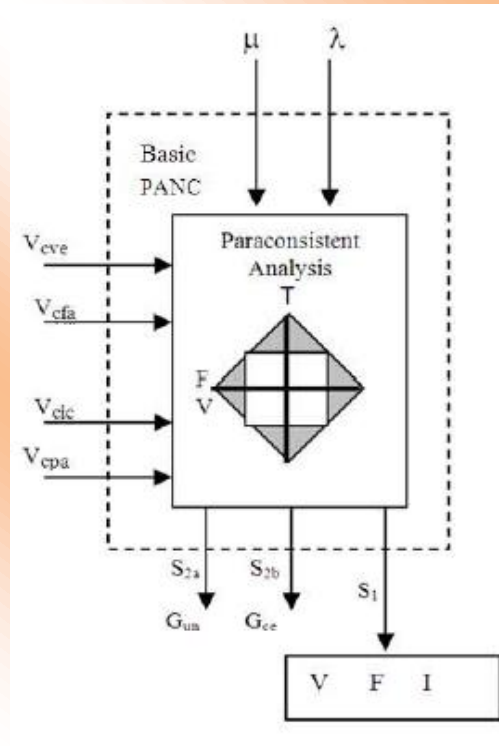 μ λ
Basic
PANC
Paraconsistent
Analysis
T
F
V
Vcve
Vcfa
Vcic
Vcpa
S2a S2b S1
Gun Gce
V F I